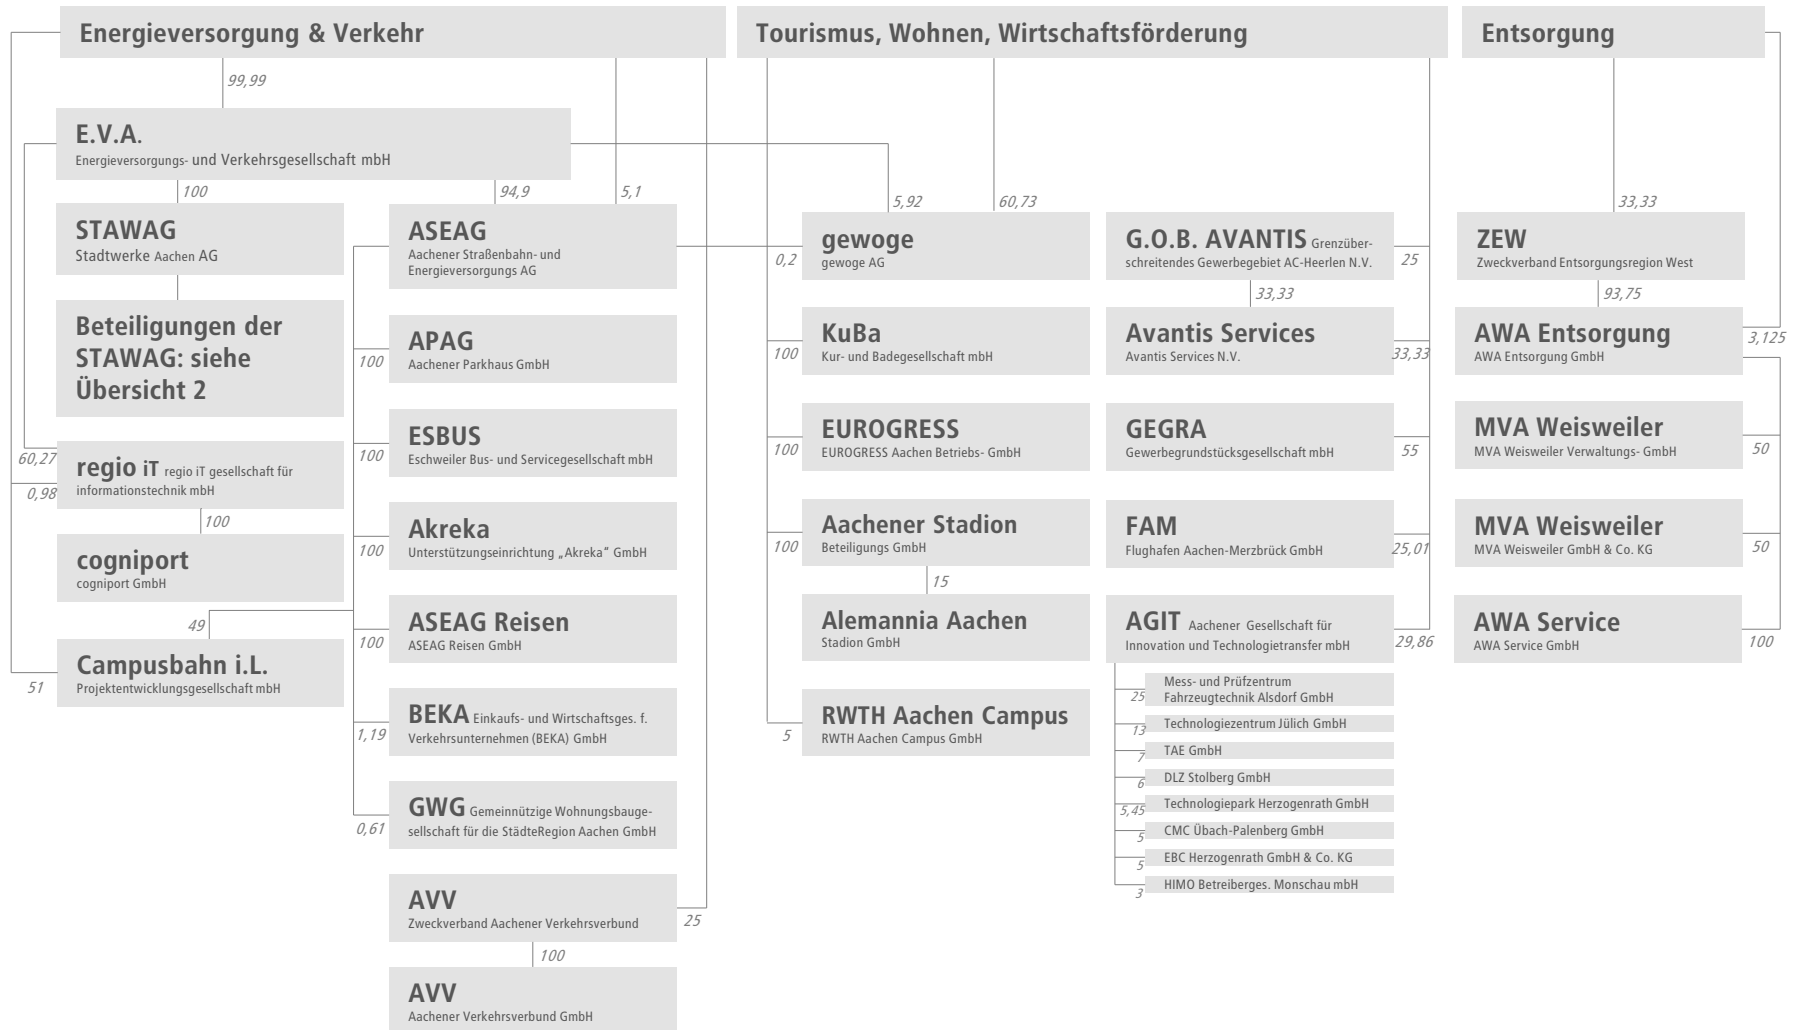 Energieversorgung & Verkehr
99,99
E.V.A.
Energieversorgungs- und Verkehrsgesellschaft mbH
100
94,9
5,1
STAWAG
Stadtwerke Aachen AG
Beteiligungen der
STAWAG: siehe
Übersicht 2
60,27
0,98
regio iT regio iT gesellschaft für
informationstechnik mbH
100
cogniport
cogniport GmbH
49
Campusbahn i.L.
Projektentwicklungsgesellschaft mbH
51
ASEAG
Aachener Straßenbahn- und
Energieversorgungs AG
APAG
Aachener Parkhaus GmbH
100
ESBUS
Eschweiler Bus- und Servicegesellschaft mbH
100
Akreka
Unterstützungseinrichtung „Akreka“ GmbH
100
ASEAG Reisen
ASEAG Reisen GmbH
100
BEKA Einkaufs- und Wirtschaftsges. f.
Verkehrsunternehmen (BEKA) GmbH
1,19
GWG Gemeinnützige Wohnungsbauge-
sellschaft für die StädteRegion Aachen GmbH
0,61
AVV
Zweckverband Aachener Verkehrsverbund
25
100
AVV
Aachener Verkehrsverbund GmbH
Tourismus, Wohnen, Wirtschaftsförderung
5,92
60,73
gewoge
gewoge AG
0,2
KuBa
Kur- und Badegesellschaft mbH
100
EUROGRESS
EUROGRESS Aachen Betriebs- GmbH
100
Aachener Stadion
Beteiligungs GmbH
100
15
Alemannia Aachen
Stadion GmbH
RWTH Aachen Campus
RWTH Aachen Campus GmbH
5
G.O.B. AVANTIS Grenzüber-
schreitendes Gewerbegebiet AC-Heerlen N.V.
25
33,33
Avantis Services
Avantis Services N.V.
33,33
GEGRA
Gewerbegrundstücksgesellschaft mbH
55
FAM
Flughafen Aachen-Merzbrück GmbH
25,01
AGIT Aachener Gesellschaft für
Innovation und Technologietransfer mbH
29,86
Mess- und Prüfzentrum
Fahrzeugtechnik Alsdorf GmbH
25
Technologiezentrum Jülich GmbH
13
TAE GmbH
7
DLZ Stolberg GmbH
6
Technologiepark Herzogenrath GmbH
5,45
CMC Übach-Palenberg GmbH
5
EBC Herzogenrath GmbH & Co. KG
5
HIMO Betreiberges. Monschau mbH
3
Entsorgung
33,33
ZEW
Zweckverband Entsorgungsregion West
93,75
AWA Entsorgung
AWA Entsorgung GmbH
3,125
MVA Weisweiler
MVA Weisweiler Verwaltungs- GmbH
50
MVA Weisweiler
MVA Weisweiler GmbH & Co. KG
50
AWA Service
AWA Service GmbH
100